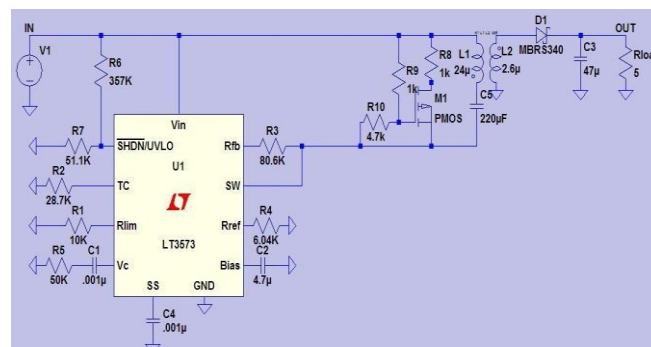 IN
V1
R6
357K
R7
51.1K
R2
28.7K
R1
10K
R5
50K
C1
.001µ
Vin
SHDN/UVLO
TC
Rlim
Vc
SS
GND
U1
LT3573
Rfb
SW
Rref
Bias
C4
.001µ
R3
80.6K
R4
6.04K
C2
4.7µ
R10
4.7k
R9
1k
R8
1k
M1
PMOS
L1
24µ
L2
2.6µ
C5
220µF
D1
MBRS340
OUT
C3
47µ
Rloa
5